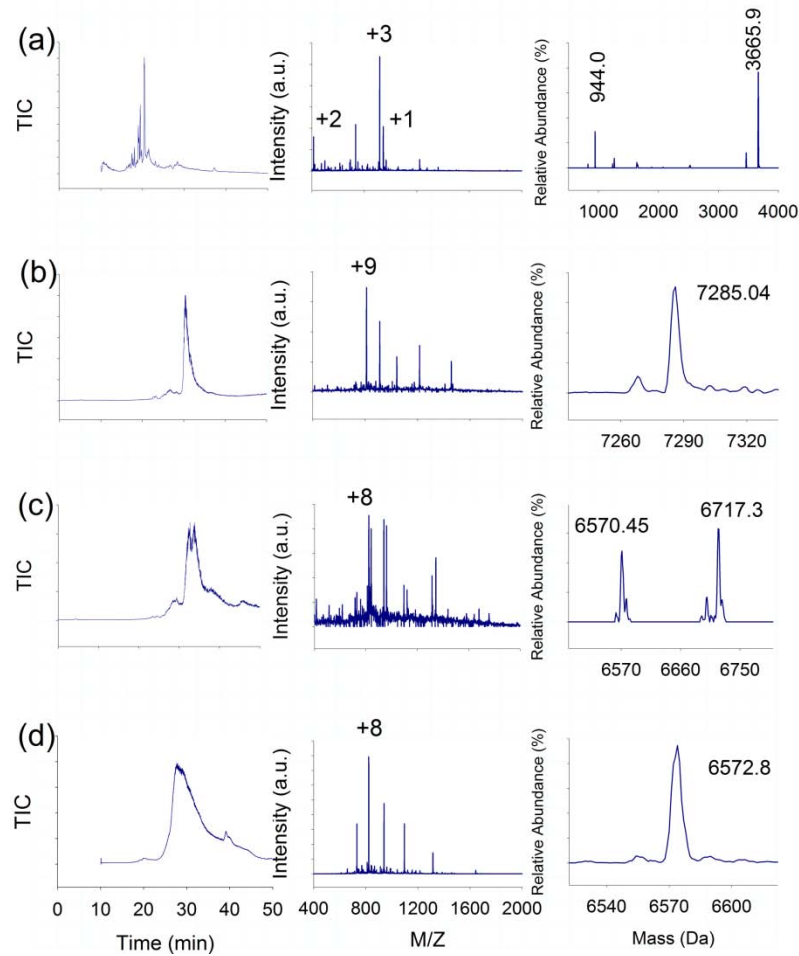 (a)
TIC
Intensity (a.u.)
+2
+3
+1
Relative Abundance (%)
944.0
3665.9
1000 2000 3000 4000
(b)
TIC
Intensity (a.u.)
+9
Relative Abundance (%)
7285.04
7260 7290 7320
(c)
TIC
Intensity (a.u.)
+8
Relative Abundance (%)
6570.45
6717.3
6570 6660 6750
(d)
TIC
Intensity (a.u.)
+8
Relative Abundance (%)
6572.8
0 10 20 30 40 50
400 800 1200 1600 2000
6540 6570 6600
Time (min)
M/Z
Mass (Da)